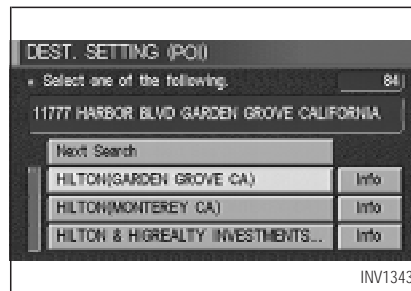 DEST. SETTING (POI)
Select one of the following. 84
11777 HARBOR BLVD GARDEN GROVE CALIFORNIA
Next Search
HILTON(GARDEN GROVE CA) Info
HILTON(MONTEREY CA) Info
HILTON & HIGREALTY INVESTMENTS... Info
INV1343